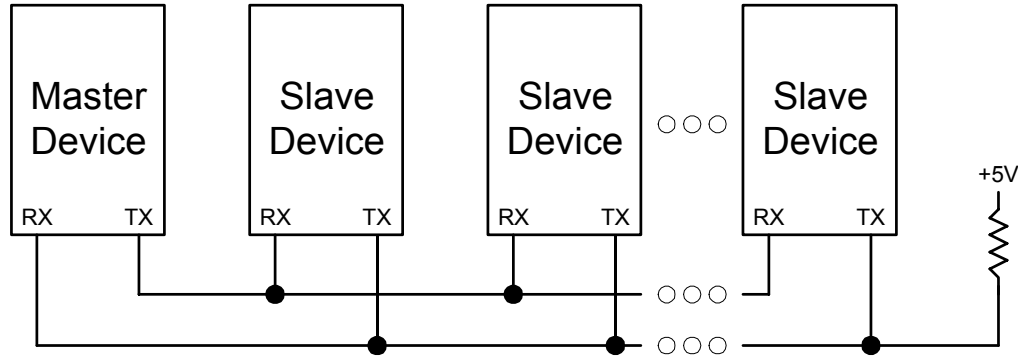 Master
Device
RX TX
Slave
Device
RX TX
Slave
Device
RX TX
Slave
Device
RX TX
+5V